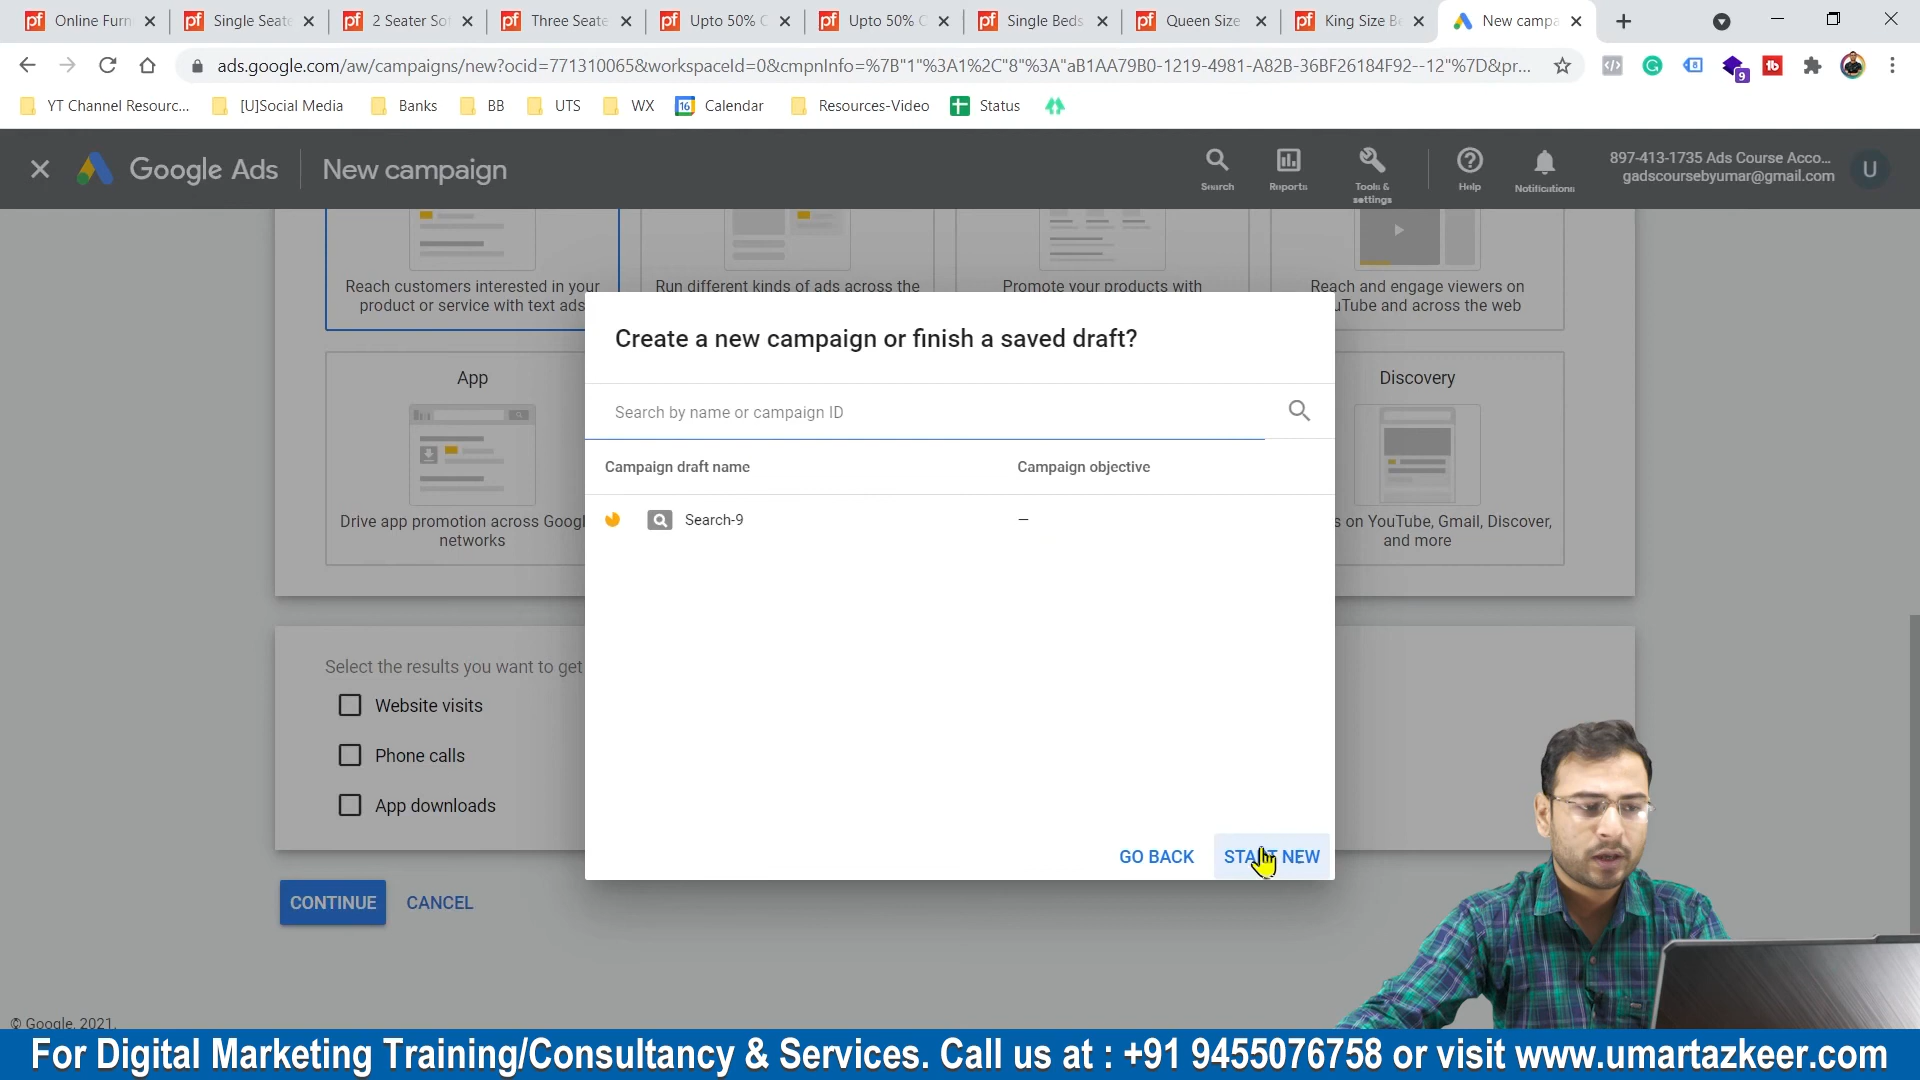 Online Furn
Single Seate
2 Seater So
Three Seate
Upto 50% C
Upto 50% C
Single Beds
Queen Size
King Size Be
New campa
ads.google.com/aw/campaigns/new?ocid=771310065&workspaceId=0&cmpnInfo=%7B"1"%3A1%2C"8"%3A"aB1AA79B0-1219-4981-A82B-36BF26184F92--12"%7D&pr...
9
YT Channel Resourc...
[U]Social Media
Banks
BB
UTS
WX
16
Calendar
Resources-Video
Status
Google Ads
New campaign
Search
Reports
Tools &
settings
Help
Notifications
897-413-1735 Ads Course Acco...
gadscoursebyumar@gmail.com
U
Reach customers interested in your
product or service with text ads
Run different kinds of ads across the
Promote your products with
Reach and engage viewers on
uTube and across the web
Create a new campaign or finish a saved draft?
Search by name or campaign ID
Campaign draft name
Campaign objective
Search-9
—
App
Drive app promotion across Googl
networks
Discovery
s on YouTube, Gmail, Discover,
and more
Select the results you want to get
Website visits
Phone calls
App downloads
GO BACK
START NEW
CONTINUE
CANCEL
© Google, 2021.
For Digital Marketing Training/Consultancy & Services. Call us at : +91 9455076758 or visit www.umartazkeer.com